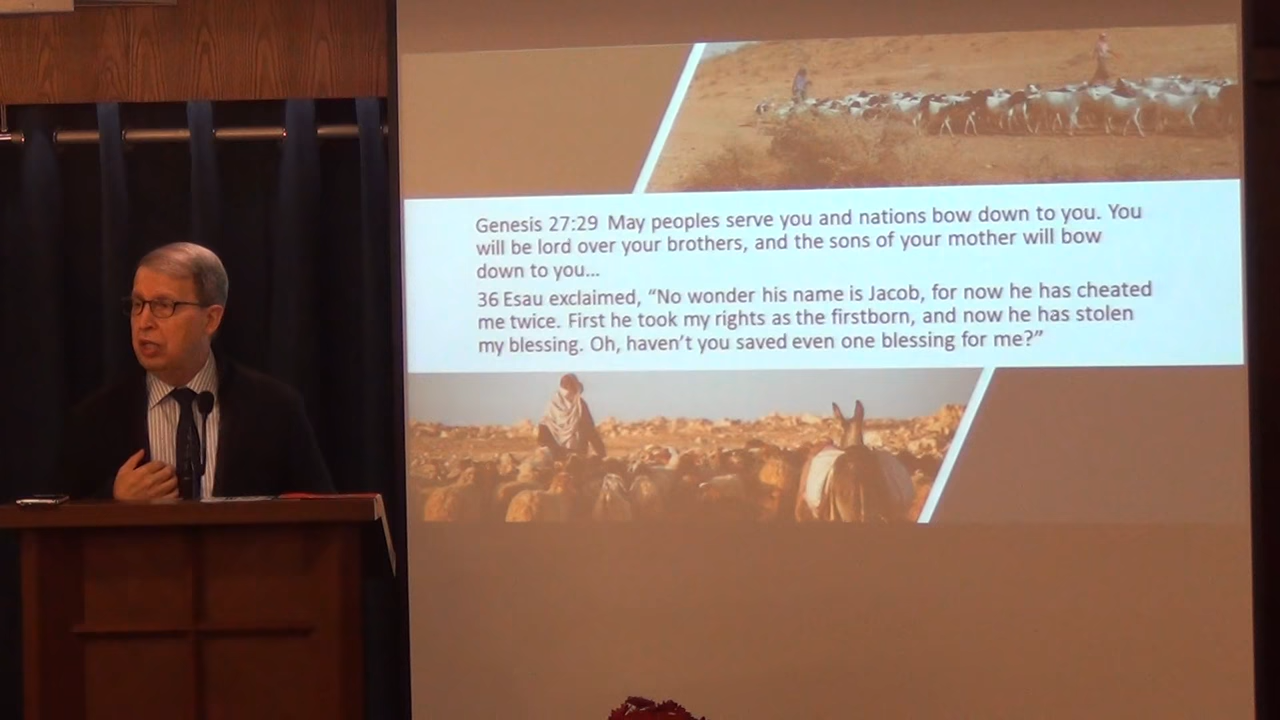 Genesis 27:29 May peoples serve you and nations bow down to you. You
will be lord over your brothers, and the sons of your mother will bow
down to you...
36 Esau exclaimed, “No wonder his name is Jacob, for now he has cheated
me twice. First he took my rights as the firstborn, and now he has stolen
my blessing. Oh, haven’t you saved even one blessing for me?”